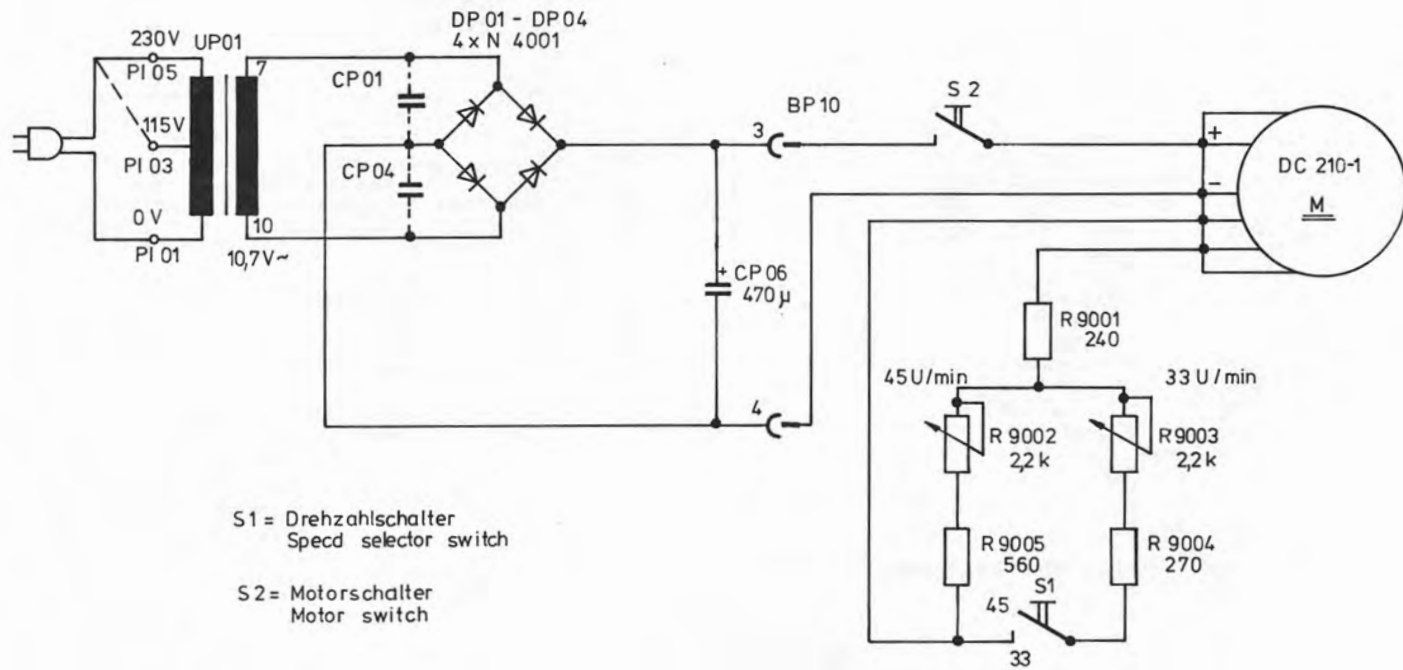 DP 01 - DP 04
4 x N 4001
230V
UP01
PI 05
7
CP 01
115V
PI 03
CP 04
0 V
PI 01
10
10,7V~
3
BP 10
S 2
+
-
DC 210-1
M
+
CP 06
470 µ
4
R 9001
240
45 U/min
33 U/min
R 9002
2,2 k
R 9003
2,2 k
R 9005
560
R 9004
270
45
S1
33
S1 = Drehzahlschalter
Specd selector switch
S 2 = Motorschalter
Motor switch